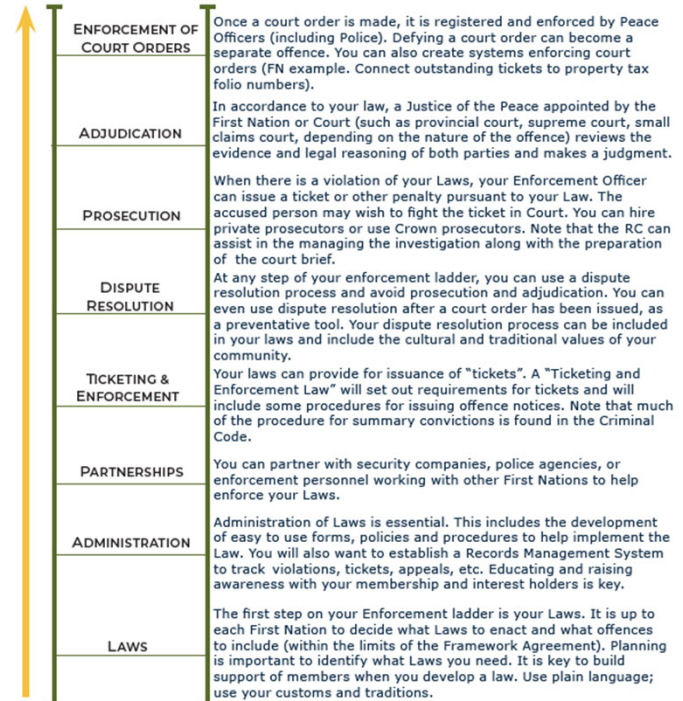 ENFORCEMENT OF
COURT ORDERS
Once a court order is made, it is registered and enforced by Peace
Officers (including Police). Defying a court order can become a
separate offence. You can also create systems enforcing court
orders (FN example. Connect outstanding tickets to property tax
folio numbers).
ADJUDICATION
In accordance to your law, a Justice of the Peace appointed by the
First Nation or Court (such as provincial court, supreme court, small
claims court, depending on the nature of the offence) reviews the
evidence and legal reasoning of both parties and makes a judgment.
PROSECUTION
When there is a violation of your Laws, your Enforcement Officer
can issue a ticket or other penalty pursuant to your Law. The
accused person may wish to fight the ticket in Court. You can hire
private prosecutors or use Crown prosecutors. Note that the RC can
assist in the managing the investigation along with the preparation
of the court brief.
DISPUTE
RESOLUTION
At any step of your enforcement ladder, you can use a dispute
resolution process and avoid prosecution and adjudication. You can
even use dispute resolution after a court order has been issued, as
a preventative tool. Your dispute resolution process can be included
in your laws and include the cultural and traditional values of your
community.
TICKETING &
ENFORCEMENT
Your laws can provide for issuance of "tickets". A "Ticketing and
Enforcement Law" will set out requirements for tickets and will
include some procedures for issuing offence notices. Note that much
of the procedure for summary convictions is found in the Criminal
Code.
PARTNERSHIPS
You can partner with security companies, police agencies, or
enforcement personnel working with other First Nations to help
enforce your Laws.
ADMINISTRATION
Administration of Laws is essential. This includes the development
of easy to use forms, policies and procedures to help implement the
Law. You will also want to establish a Records Management System
to track violations, tickets, appeals, etc. Educating and raising
awareness with your membership and interest holders is key.
LAWS
The first step on your Enforcement ladder is your Laws. It is up to
each First Nation to decide what Laws to enact and what offences
to include (within the limits of the Framework Agreement). Planning
is important to identify what Laws you need. It is key to build
support of members when you develop a law. Use plain language;
use your customs and traditions.